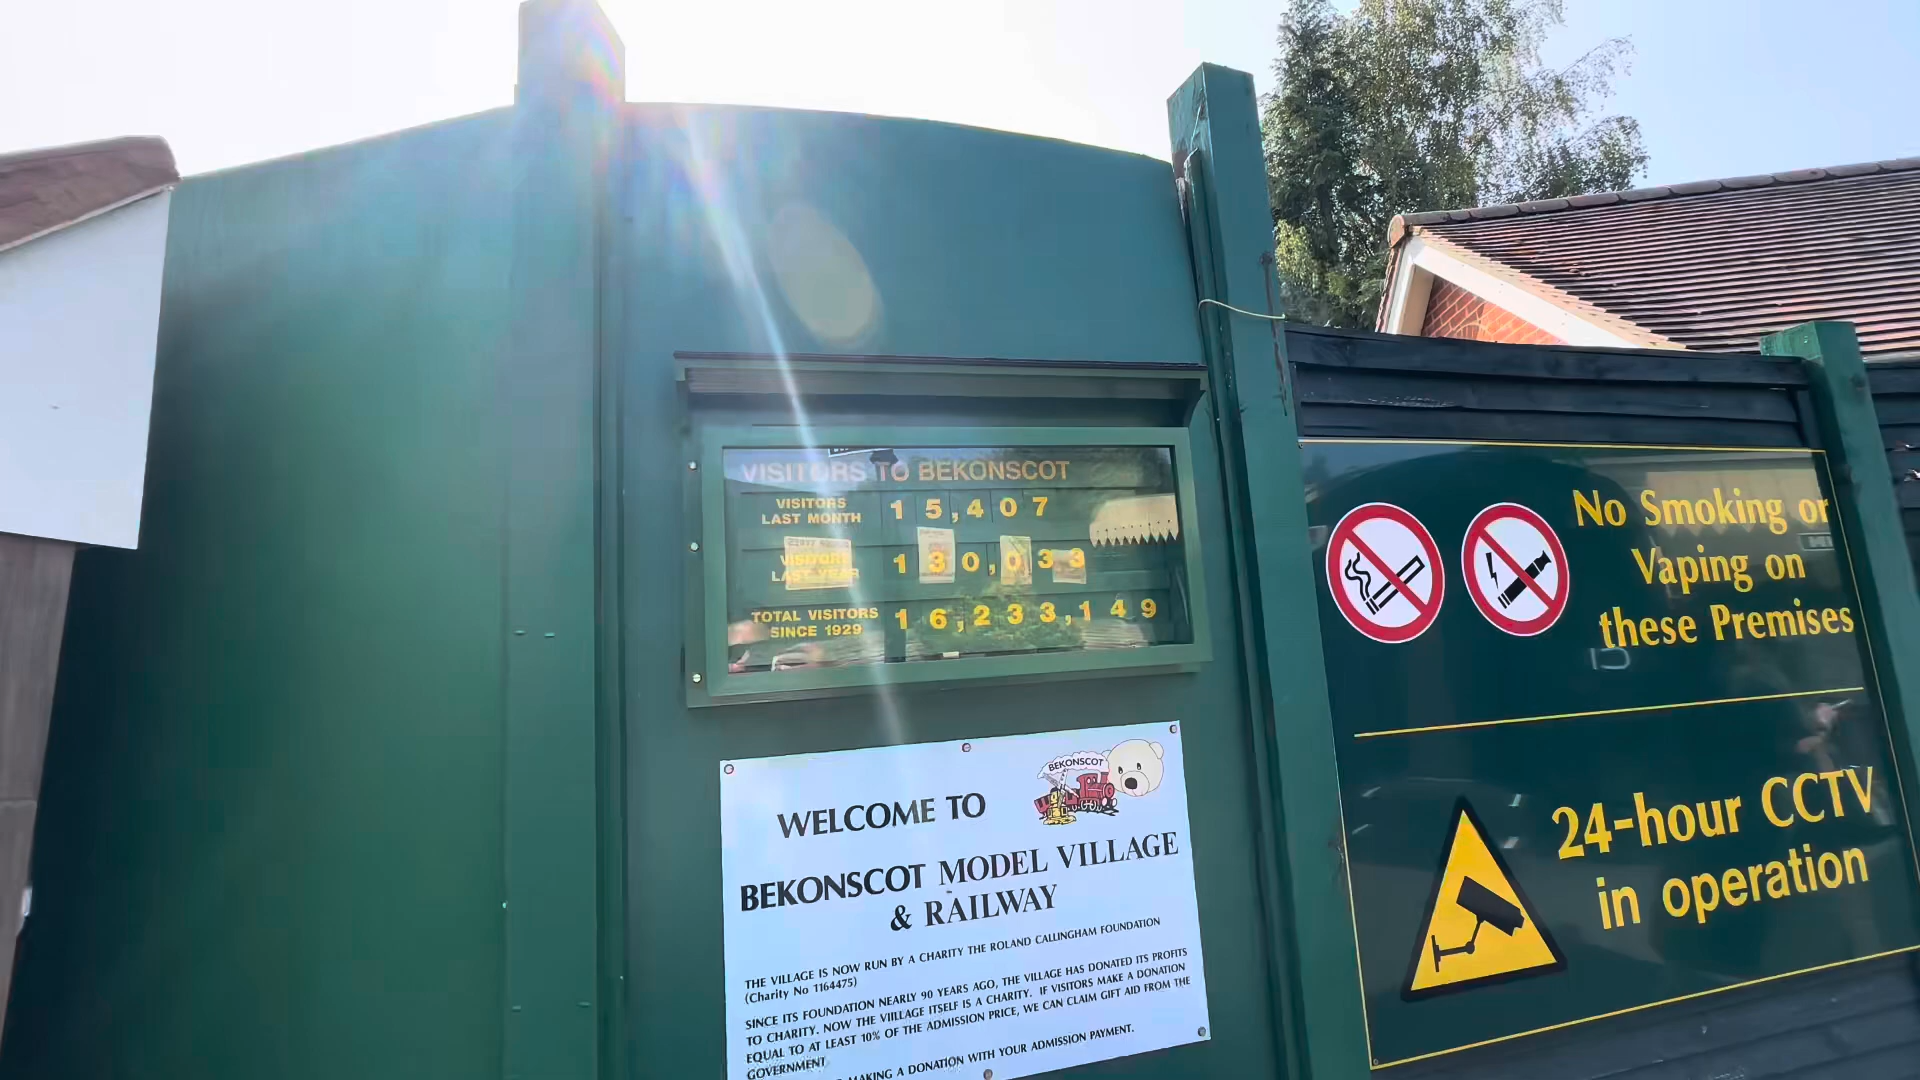 VISITORS TO BEKONSCOT
VISITORS
LAST MONTH
15,407
VISITORS
LAST YEAR
130,033
TOTAL VISITORS
SINCE 1929
16,233,149
BEKONSCOT
WELCOME TO
BEKONSCOT MODEL VILLAGE
& RAILWAY
THE VILLAGE IS NOW RUN BY A CHARITY THE ROLAND CALLINGHAM FOUNDATION
(Charity No 1164475)
SINCE ITS FOUNDATION NEARLY 90 YEARS AGO, THE VILLAGE HAS DONATED ITS PROFITS
TO CHARITY. NOW THE VIILLAGE ITSELF IS A CHARITY. IF VISITORS MAKE A DONATION
EQUAL TO AT LEAST 10% OF THE ADMISSION PRICE, WE CAN CLAIM GIFT AID FROM THE
GOVERNMENT
MAKING A DONATION WITH YOUR ADMISSION PAYMENT.
No Smoking or
Vaping on
these Premises
24-hour CCTV
in operation